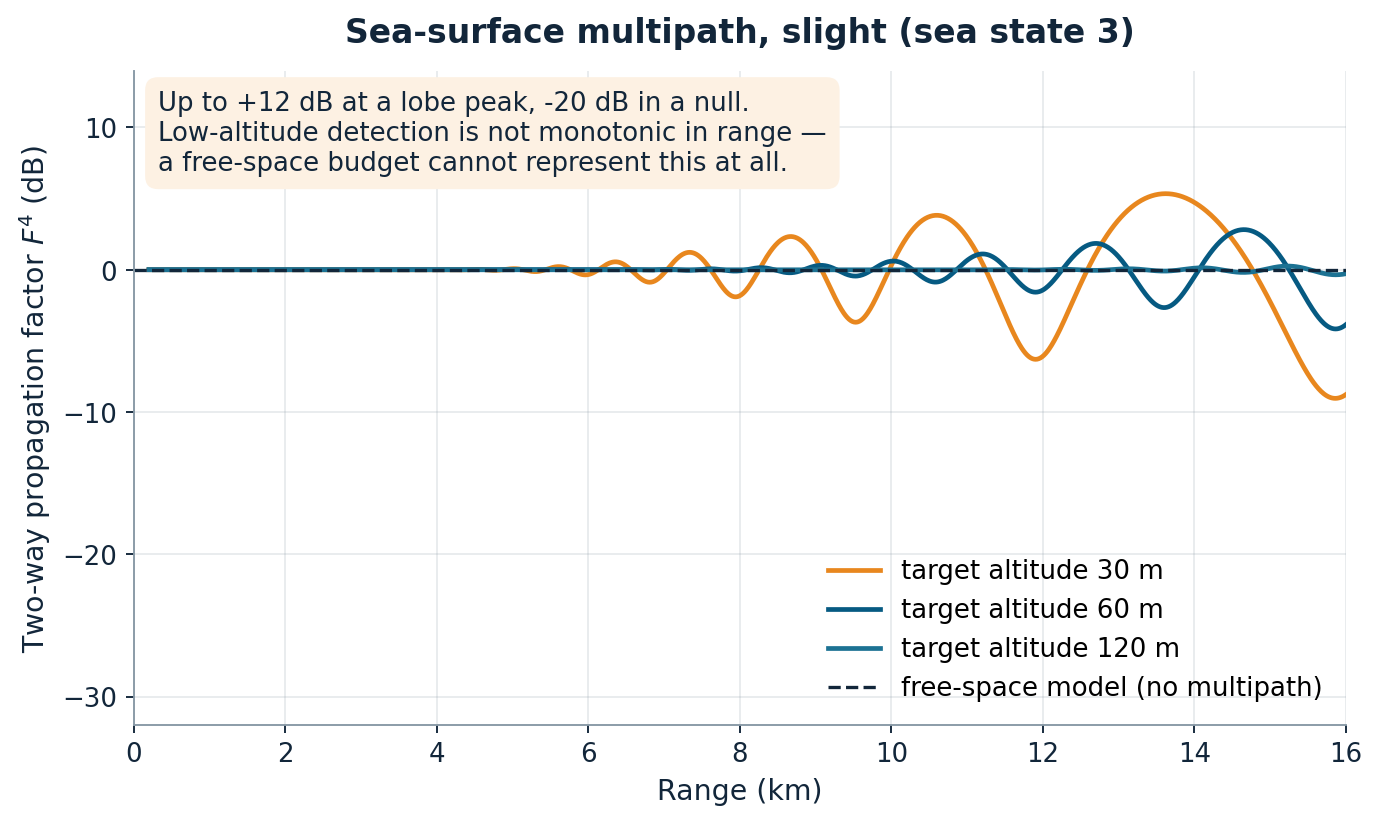 Sea-surface multipath, slight (sea state 3)
Up to +12 dB at a lobe peak, -20 dB in a null.
Low-altitude detection is not monotonic in range —
a free-space budget cannot represent this at all.
Two-way propagation factor F⁴ (dB)
10
0
−10
−20
−30
target altitude 30 m
target altitude 60 m
target altitude 120 m
free-space model (no multipath)
0 2 4 6 8 10 12 14 16
Range (km)